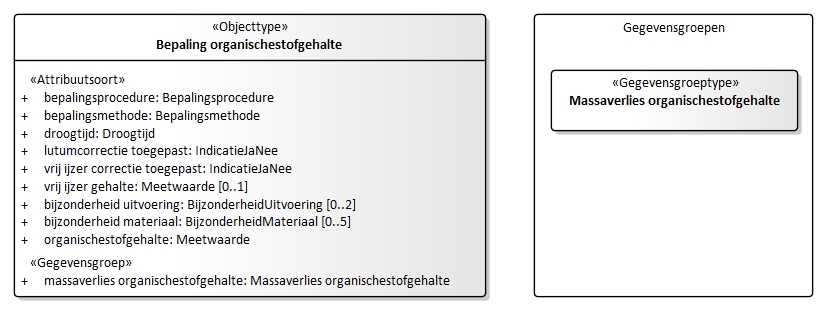 «Objecttype»
Bepaling organischestofgehalte
«Attribuutsoort»
+ bepalingsprocedure: Bepalingsprocedure
+ bepalingsmethode: Bepalingsmethode
+ droogtijd: Droogtijd
+ lutumcorrectie toegepast: IndicatieJaNee
+ vrij ijzer correctie toegepast: IndicatieJaNee
+ vrij ijzer gehalte: Meetwaarde [0..1]
+ bijzonderheid uitvoering: BijzonderheidUitvoering [0..2]
+ bijzonderheid materiaal: BijzonderheidMateriaal [0..5]
+ organischestofgehalte: Meetwaarde
«Gegevensgroep»
+ massaverlies organischestofgehalte: Massaverlies organischestofgehalte
Gegevensgroepen
«Gegevensgroeptype»
Massaverlies organischestofgehalte